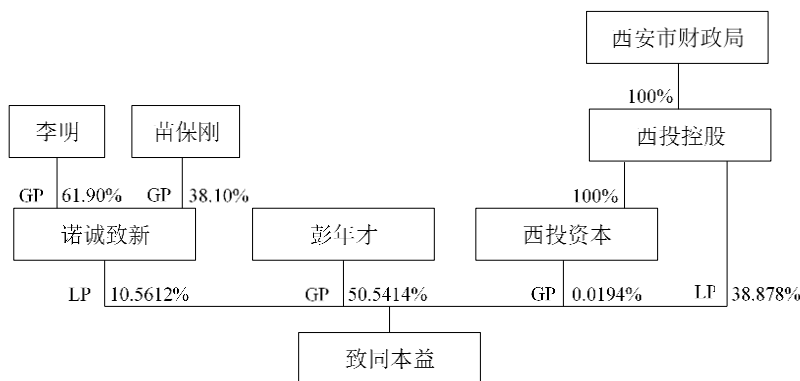 西安市财政局
100%
李明
苗保刚
西投控股
GP 61.90%
GP 38.10%
100%
诺诚致新
彭年才
西投资本
LP 10.5612%
GP 50.5414%
GP 0.0194%
LP 38.878%
致同本益